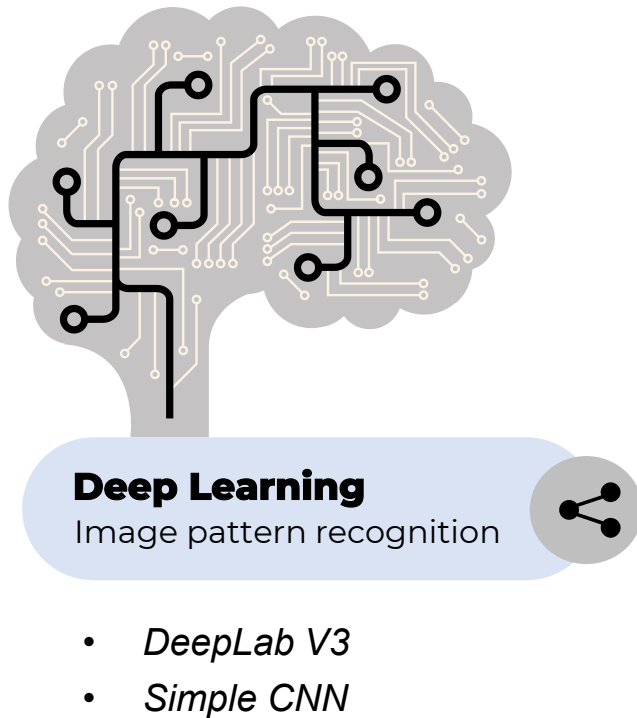 Deep Learning
Image pattern recognition
• DeepLab V3
• Simple CNN